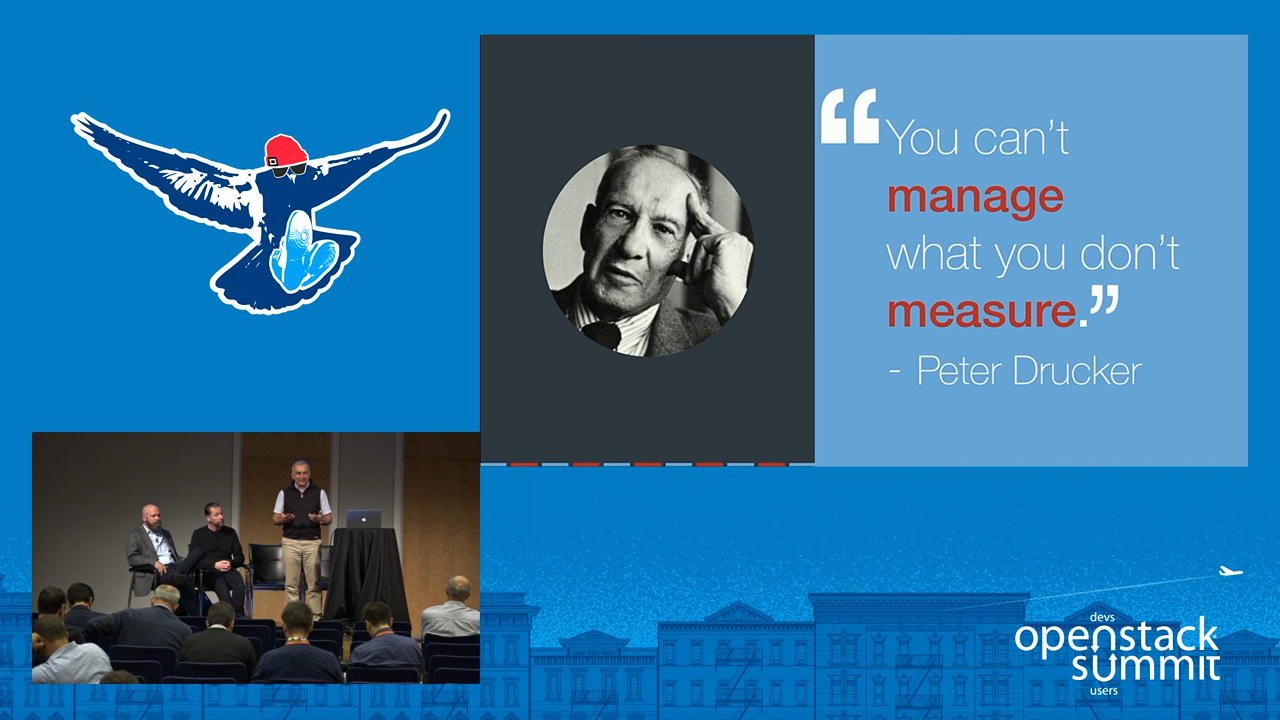 “You can’t
manage
what you don’t
measure.”
- Peter Drucker
devs
openstack
summit
users